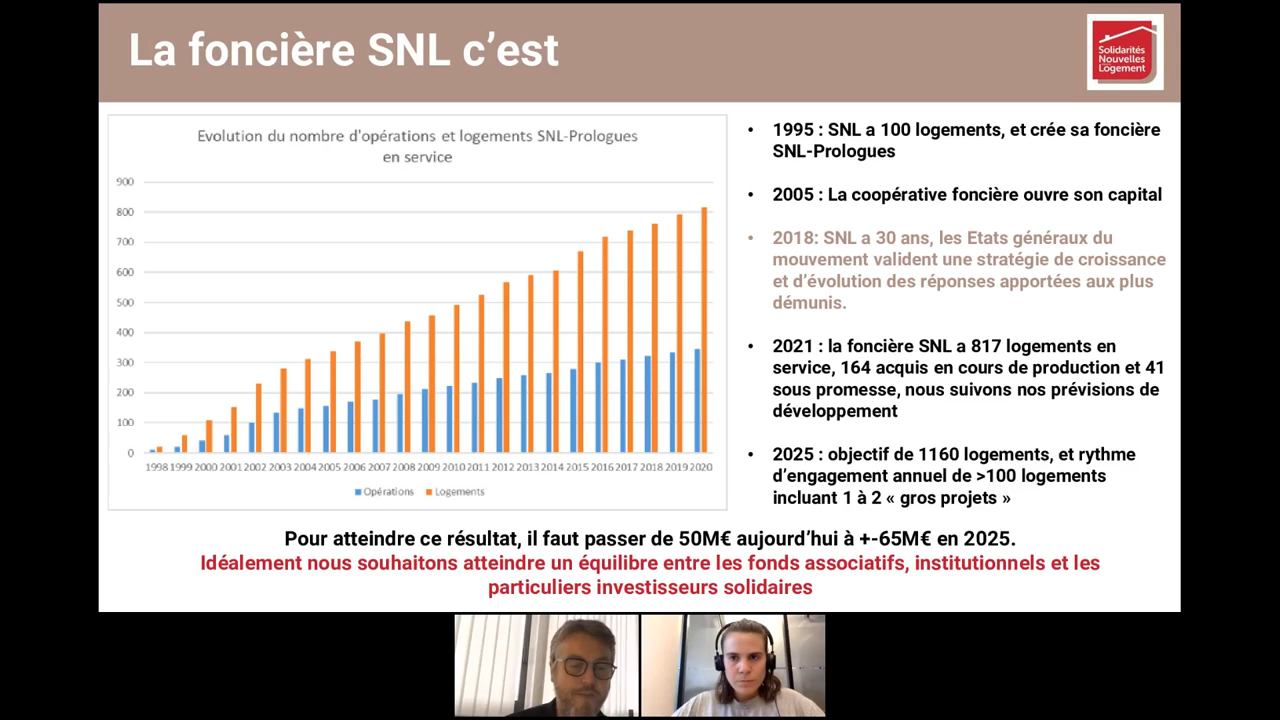 La foncière SNL c’est
Solidarités
Nouvelles
Logement
Evolution du nombre d'opérations et logements SNL-Prologues
en service
900
800
700
600
500
400
300
200
100
0
1998 1999 2000 2001 2002 2003 2004 2005 2006 2007 2008 2009 2010 2011 2012 2013 2014 2015 2016 2017 2018 2019 2020
Opérations Logements
• 1995 : SNL a 100 logements, et crée sa foncière
SNL-Prologues
• 2005 : La coopérative foncière ouvre son capital
• 2018: SNL a 30 ans, les Etats généraux du
mouvement valident une stratégie de croissance
et d’évolution des réponses apportées aux plus
démunis.
• 2021 : la foncière SNL a 817 logements en
service, 164 acquis en cours de production et 41
sous promesse, nous suivons nos prévisions de
développement
• 2025 : objectif de 1160 logements, et rythme
d’engagement annuel de >100 logements
incluant 1 à 2 « gros projets »
Pour atteindre ce résultat, il faut passer de 50M€ aujourd’hui à +-65M€ en 2025.
Idéalement nous souhaitons atteindre un équilibre entre les fonds associatifs, institutionnels et les
particuliers investisseurs solidaires